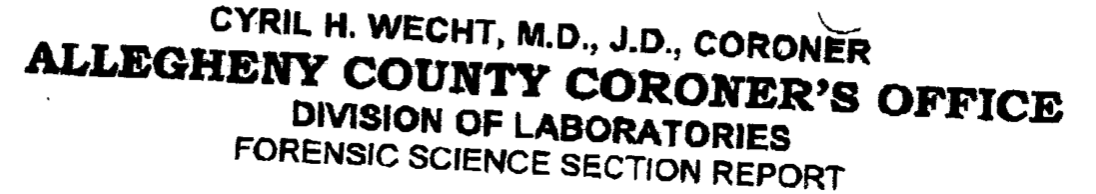 CYRIL H. WECHT, M.D., J.D., CORONER
ALLEGHENY COUNTY CORONER'S OFFICE
DIVISION OF LABORATORIES
FORENSIC SCIENCE SECTION REPORT